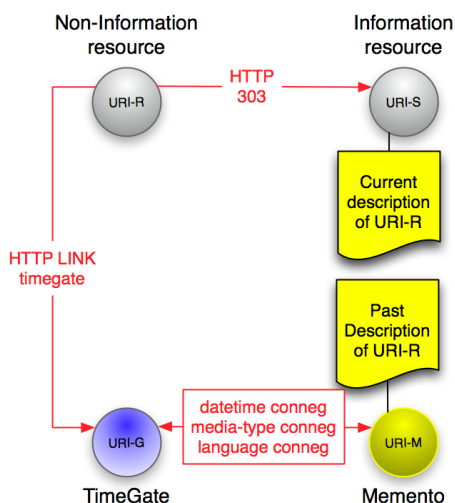 Non-Information
resource
Information
resource
URI-R
HTTP
303
URI-S
Current
description
of URI-R
HTTP LINK
timegate
Past
Description
of URI-R
datetime conneg
media-type conneg
language conneg
URI-G
URI-M
TimeGate
Memento